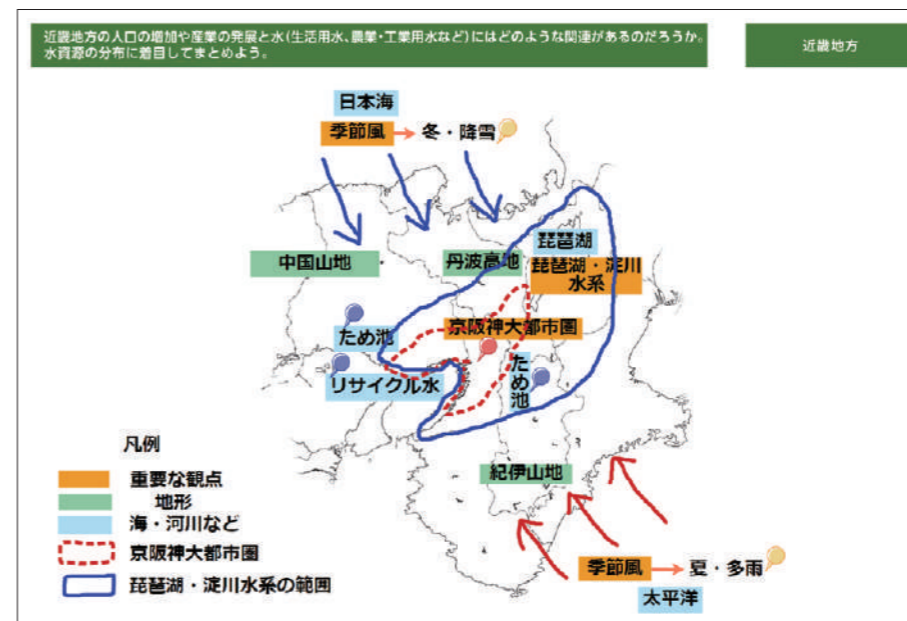 近畿地方の人口の増加や産業の発展と水(生活用水、農業・工業用水など)にはどのような関連があるのだろうか。
水資源の分布に着目してまとめよう。
近畿地方
日本海
季節風
冬・降雪
中国山地
丹波高地
琵琶湖
琵琶湖・淀川
水系
京阪神大都市圏
ため池
ため池
リサイクル水
紀伊山地
凡例
重要な観点
地形
海・河川など
京阪神大都市圏
琵琶湖・淀川水系の範囲
季節風
夏・多雨
太平洋